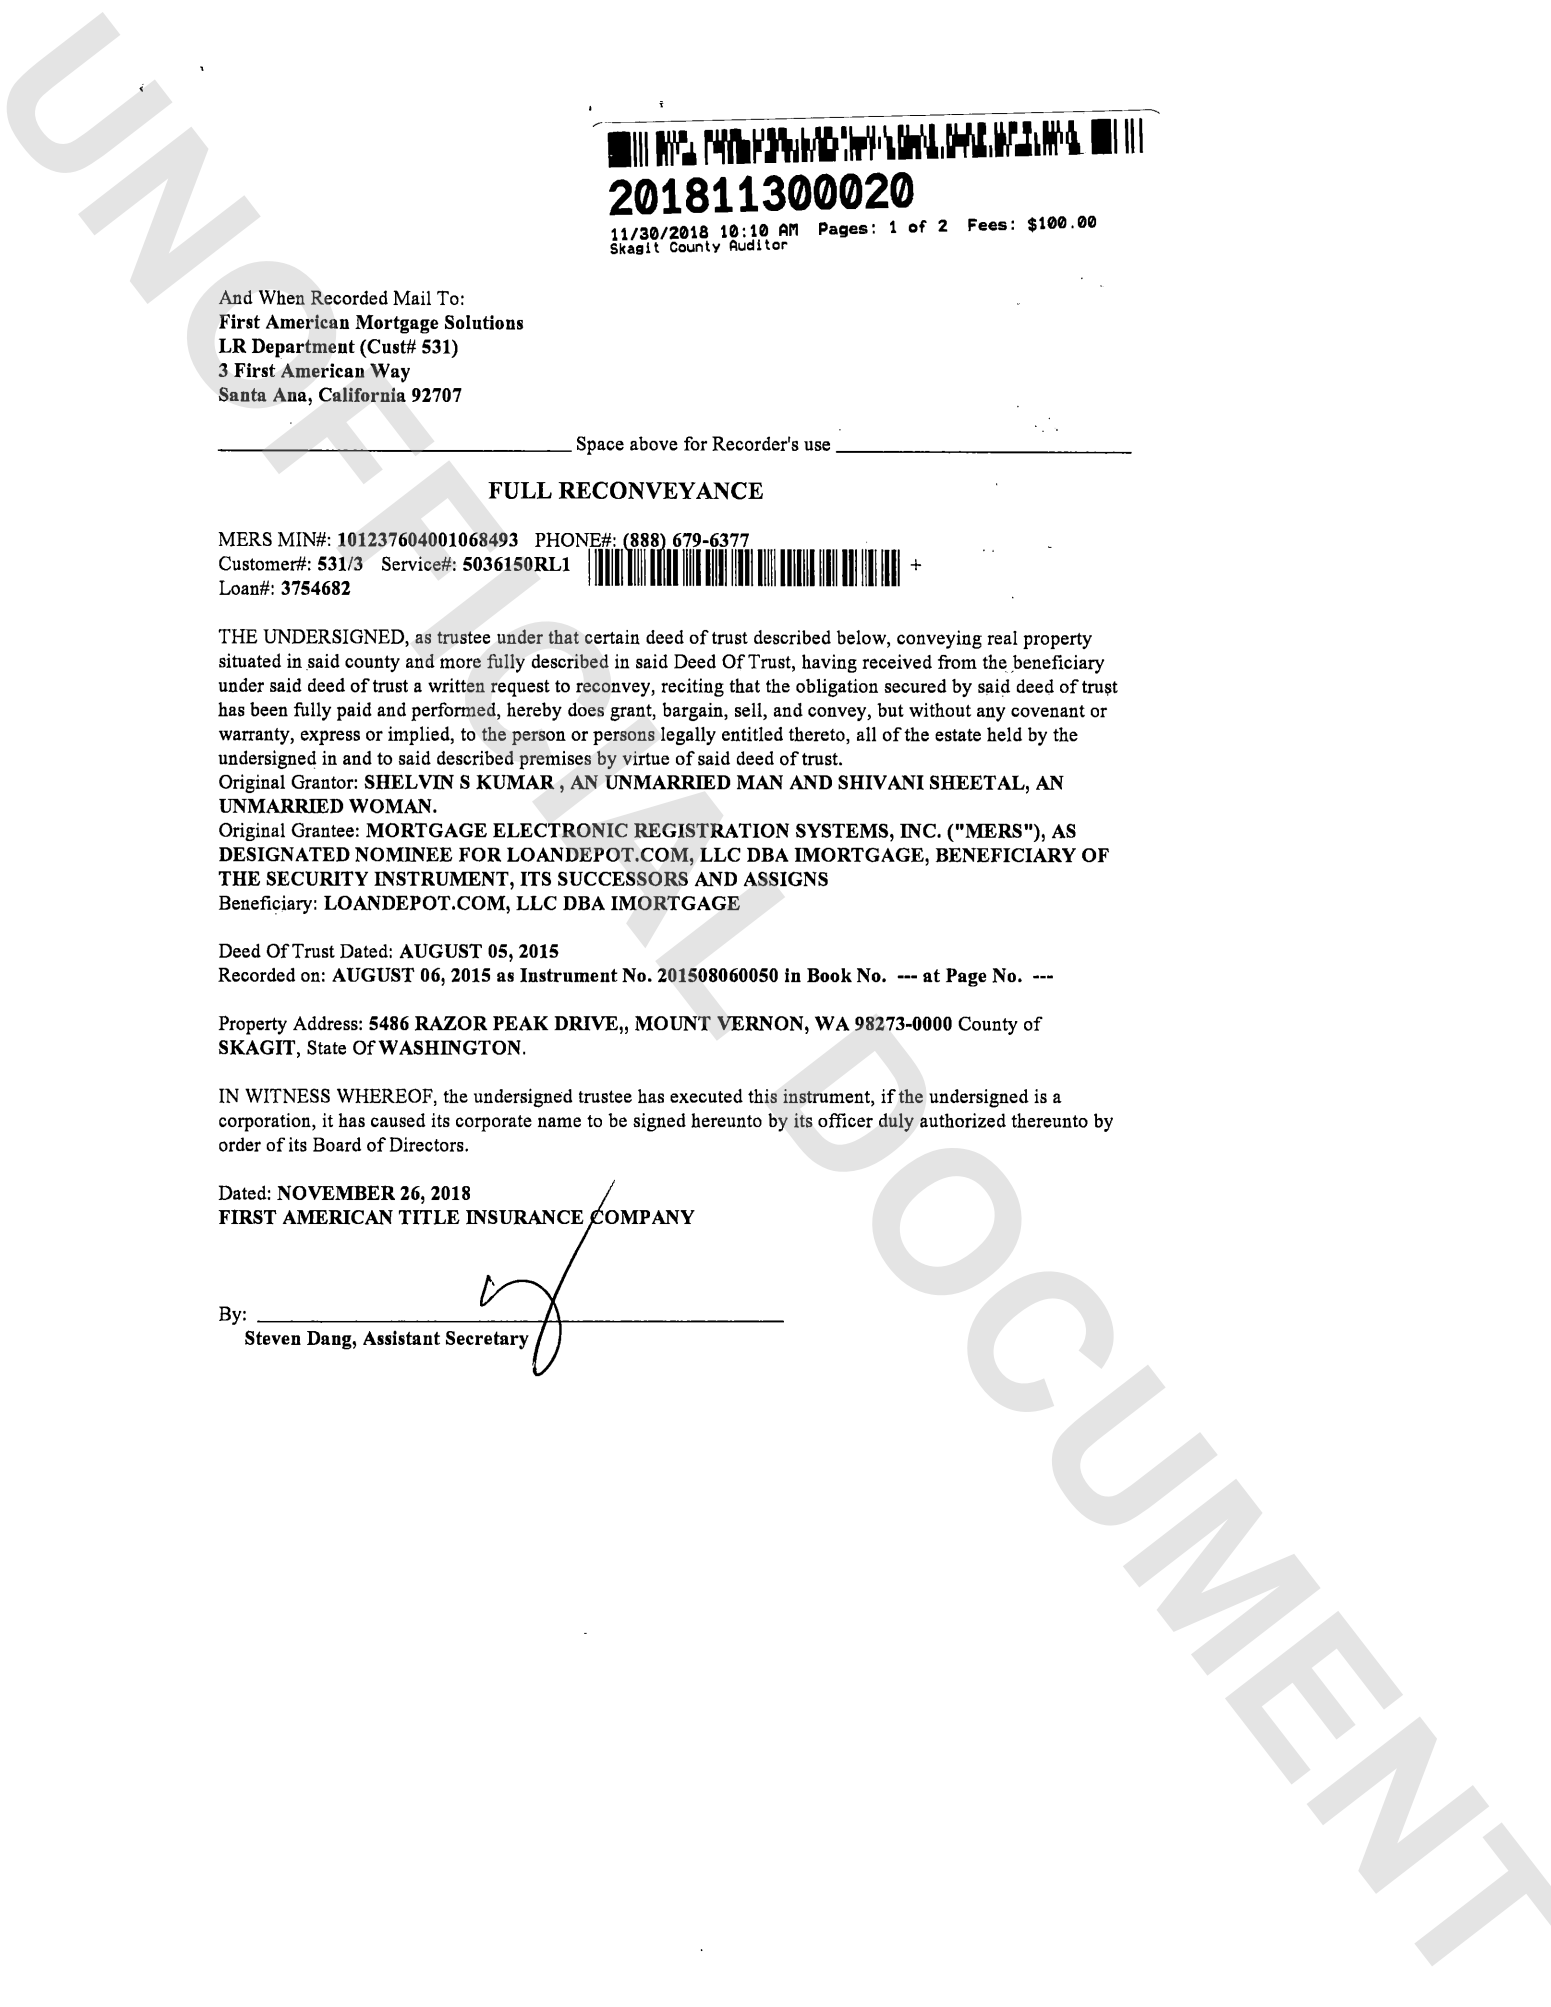 201811300020
11/30/2018 10:10 AM Pages: 1 of 2 Fees: $100.00
Skagit County Auditor
And When Recorded Mail To:
First American Mortgage Solutions
LR Department (Cust# 531)
3 First American Way
Santa Ana, California 92707
Space above for Recorder's use
FULL RECONVEYANCE
MERS MIN#: 101237604001068493 PHONE#: (888) 679-6377
Customer#: 531/3 Service#: 5036150RL1 +
Loan#: 3754682
THE UNDERSIGNED, as trustee under that certain deed of trust described below, conveying real property
situated in said county and more fully described in said Deed Of Trust, having received from the beneficiary
under said deed of trust a written request to reconvey, reciting that the obligation secured by said deed of trust
has been fully paid and performed, hereby does grant, bargain, sell, and convey, but without any covenant or
warranty, express or implied, to the person or persons legally entitled thereto, all of the estate held by the
undersigned in and to said described premises by virtue of said deed of trust.
Original Grantor: SHELVIN S KUMAR , AN UNMARRIED MAN AND SHIVANI SHEETAL, AN
UNMARRIED WOMAN.
Original Grantee: MORTGAGE ELECTRONIC REGISTRATION SYSTEMS, INC. ("MERS"), AS
DESIGNATED NOMINEE FOR LOANDEPOT.COM, LLC DBA IMORTGAGE, BENEFICIARY OF
THE SECURITY INSTRUMENT, ITS SUCCESSORS AND ASSIGNS
Beneficiary: LOANDEPOT.COM, LLC DBA IMORTGAGE
Deed Of Trust Dated: AUGUST 05, 2015
Recorded on: AUGUST 06, 2015 as Instrument No. 201508060050 in Book No. --- at Page No. ---
Property Address: 5486 RAZOR PEAK DRIVE,, MOUNT VERNON, WA 98273-0000 County of
SKAGIT, State Of WASHINGTON.
IN WITNESS WHEREOF, the undersigned trustee has executed this instrument, if the undersigned is a
corporation, it has caused its corporate name to be signed hereunto by its officer duly authorized thereunto by
order of its Board of Directors.
Dated: NOVEMBER 26, 2018
FIRST AMERICAN TITLE INSURANCE COMPANY
By:
Steven Dang, Assistant Secretary
UNOFFICIAL DOCUMENT